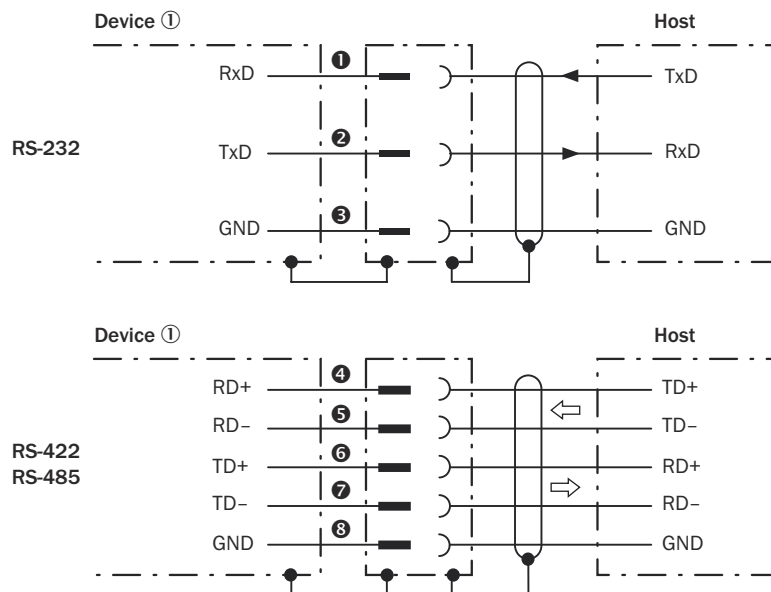 Device ① Host
RxD ❶ TxD
RS-232 TxD ❷ RxD
GND ❸ GND
Device ① Host
RD+ ❹ TD+
RD− ❺ TD−
RS-422
RS-485
TD+ ❻ RD+
TD− ❼ RD−
GND ❽ GND